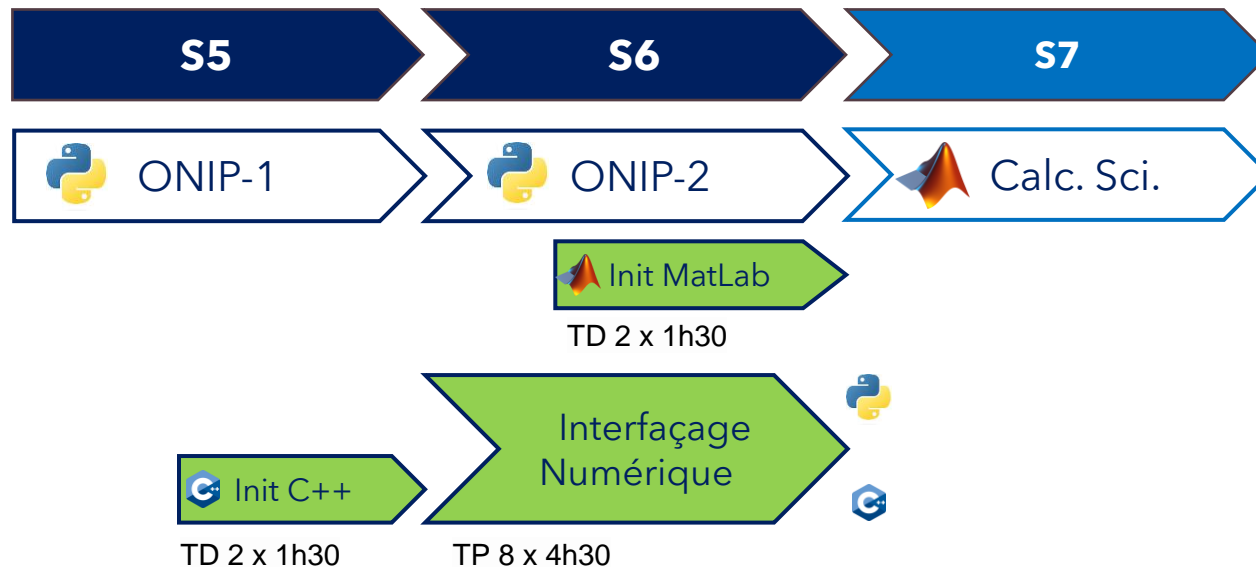 S5
S6
S7
ONIP-1
ONIP-2
Calc. Sci.
Init MatLab
TD 2 x 1h30
Interfaçage
Numérique
Init C++
TD 2 x 1h30
TP 8 x 4h30